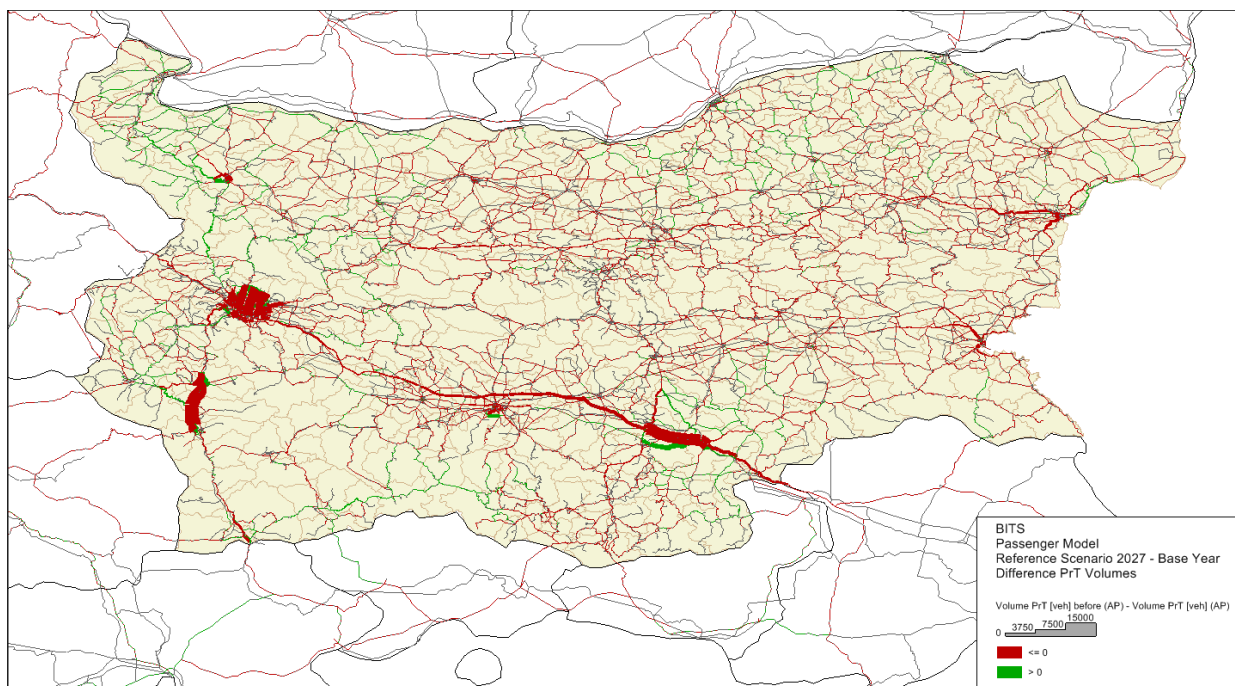 BITS
Passenger Model
Reference Scenario 2027 - Base Year
Difference PrT Volumes
Volume PrT [veh] before (AP) - Volume PrT [veh] (AP)
0 3750 7500 15000
<= 0
> 0